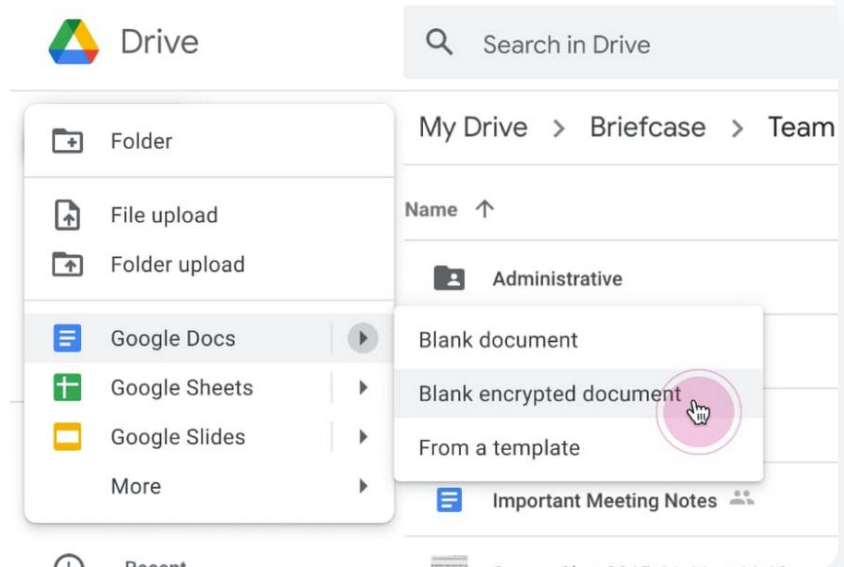 Drive
Search in Drive
My Drive > Briefcase > Team
Folder
File upload
Folder upload
Google Docs
Google Sheets
Google Slides
More
Name
Administrative
Blank document
Blank encrypted document
From a template
Important Meeting Notes
Recent